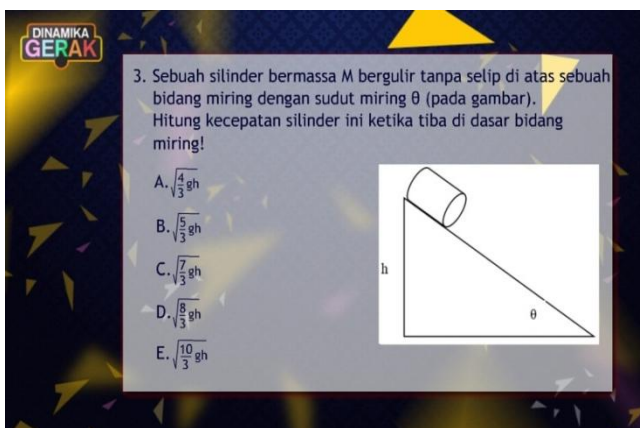 DINAMIKA
GERAK
3. Sebuah silinder bermassa M bergulir tanpa selip di atas sebuah
bidang miring dengan sudut miring θ (pada gambar).
Hitung kecepatan silinder ini ketika tiba di dasar bidang
miring!
A. √(4/3 gh)
B. √(5/3 gh)
C. √(7/3 gh)
D. √(8/3 gh)
E. √(10/3 gh)
h
θ